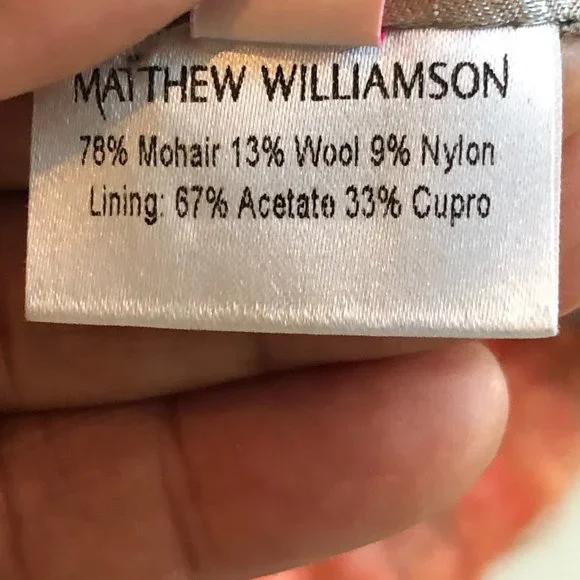 MATTHEW WILLIAMSON
78% Mohair 13% Wool 9% Nylon
Lining: 67% Acetate 33% Cupro